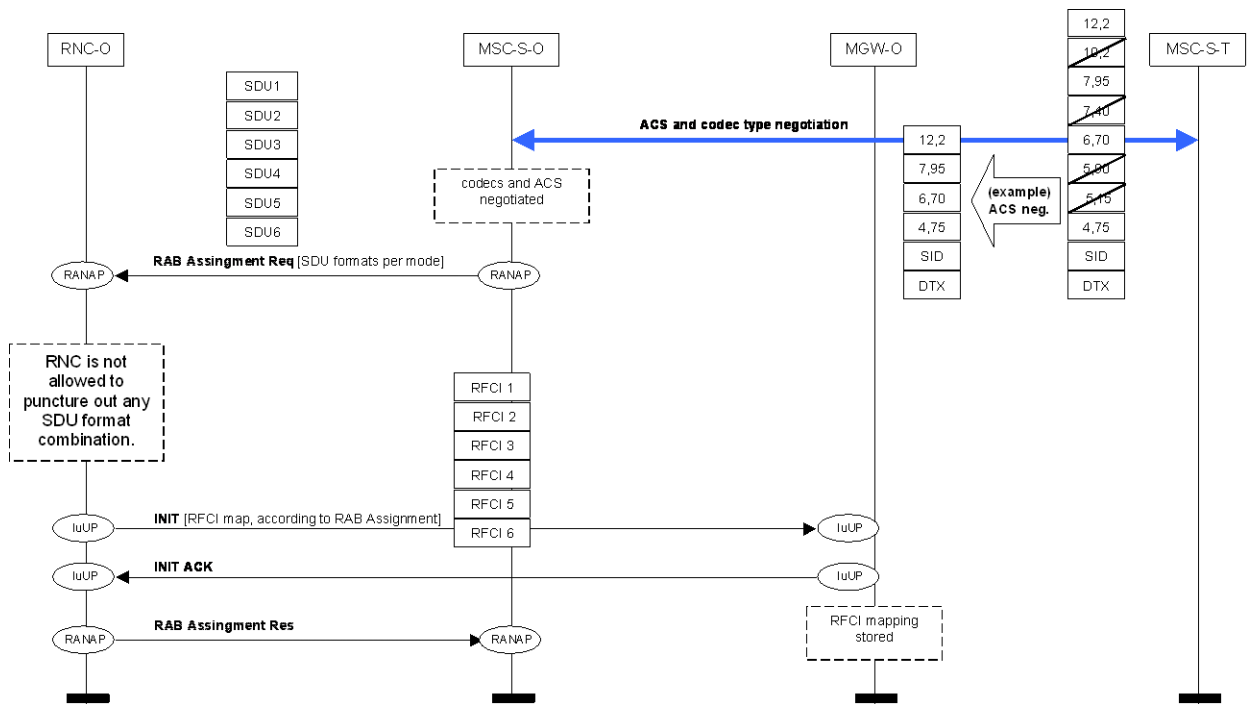 RNC-O
MSC-S-O
MGW-O
MSC-S-T
12,2
10,2
7,95
7,40
6,70
5,90
5,15
4,75
SID
DTX
SDU1
SDU2
SDU3
SDU4
SDU5
SDU6
ACS and codec type negotiation
12,2
7,95
6,70
4,75
SID
DTX
(example)
ACS neg.
codecs and ACS
negotiated
RANAP
RAB Assingment Req [SDU formats per mode]
RANAP
RNC is not
allowed to
puncture out any
SDU format
combination.
RFCI 1
RFCI 2
RFCI 3
RFCI 4
RFCI 5
RFCI 6
IuUP
INIT [RFCI map, according to RAB Assignment]
IuUP
IuUP
INIT ACK
IuUP
RFCI mapping
stored
RANAP
RAB Assingment Res
RANAP